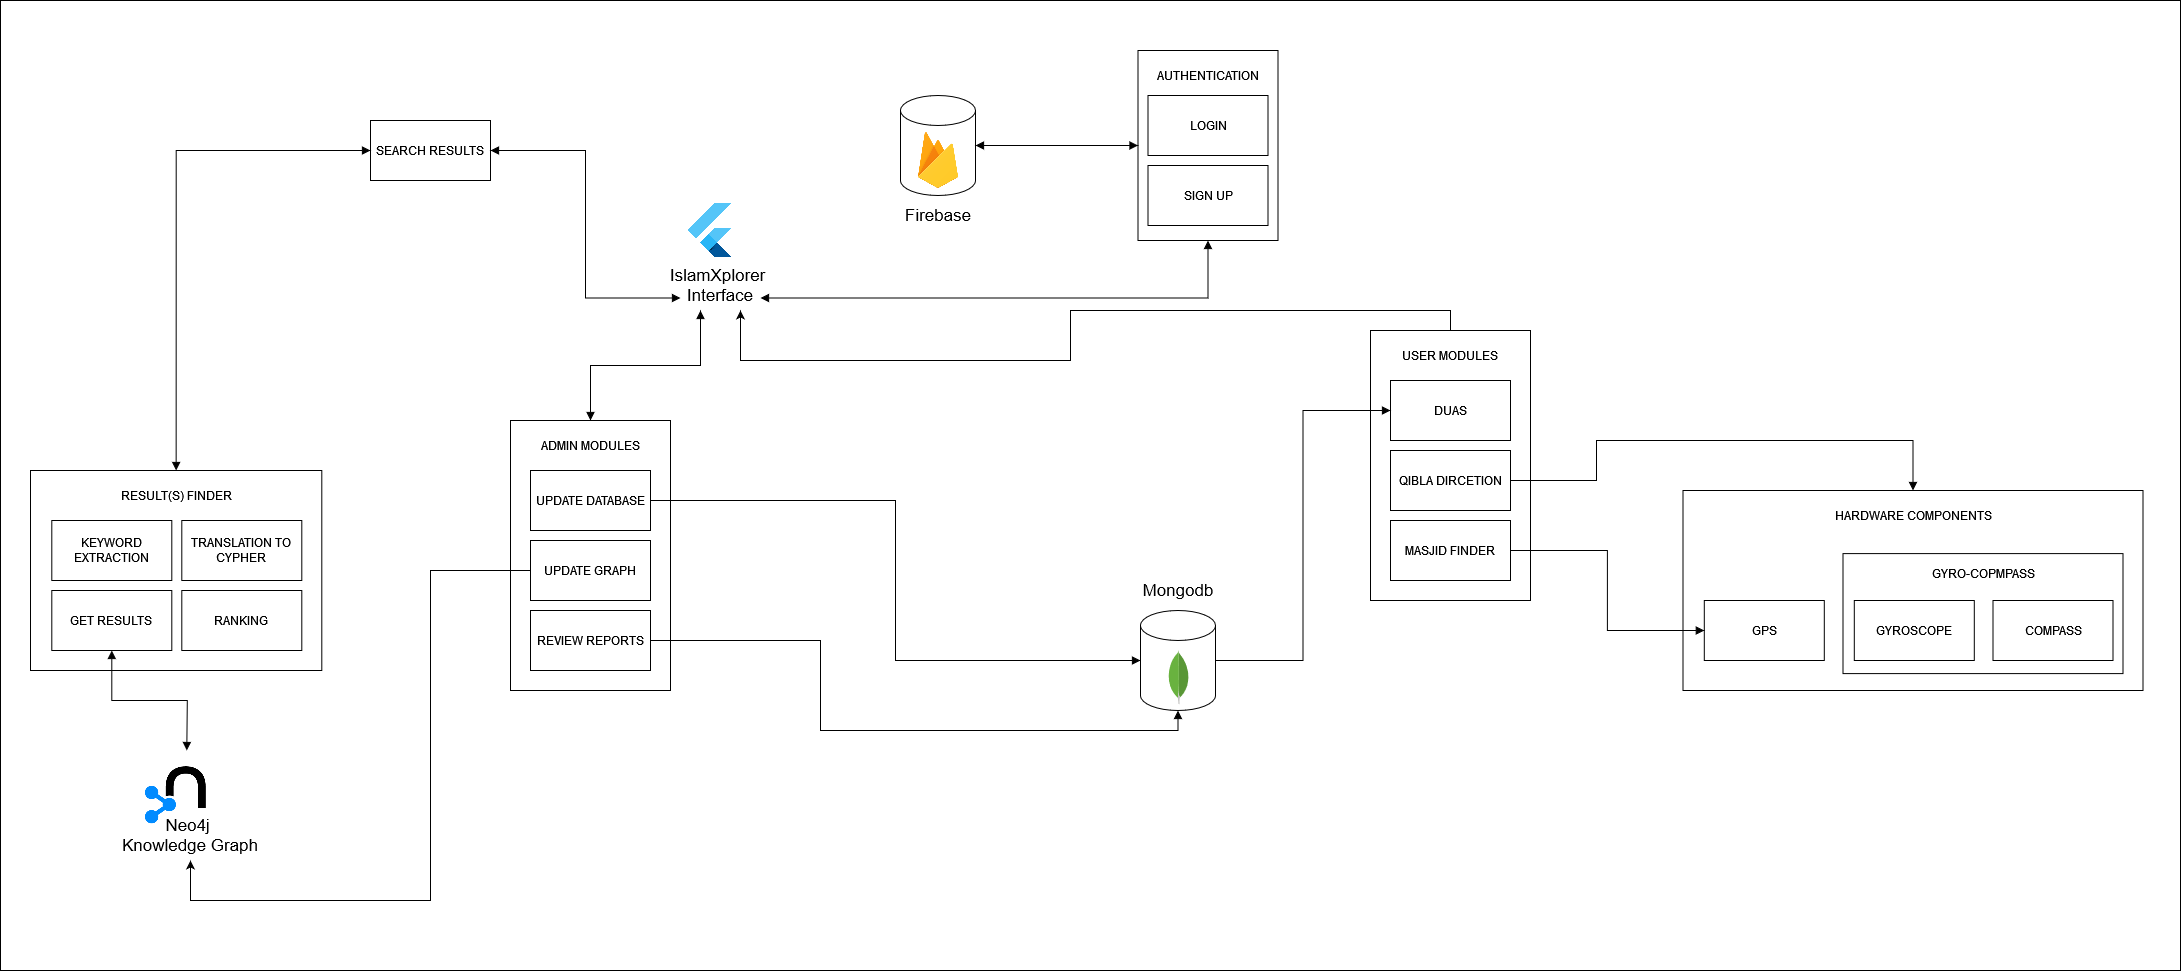 AUTHENTICATION
LOGIN
SIGN UP
Firebase
SEARCH RESULTS
IslamXplorer
Interface
USER MODULES
DUAS
QIBLA DIRCETION
MASJID FINDER
ADMIN MODULES
UPDATE DATABASE
UPDATE GRAPH
REVIEW REPORTS
RESULT(S) FINDER
KEYWORD
EXTRACTION
TRANSLATION TO
CYPHER
GET RESULTS
RANKING
HARDWARE COMPONENTS
GYRO-COPMPASS
GPS
GYROSCOPE
COMPASS
Mongodb
Neo4j
Knowledge Graph